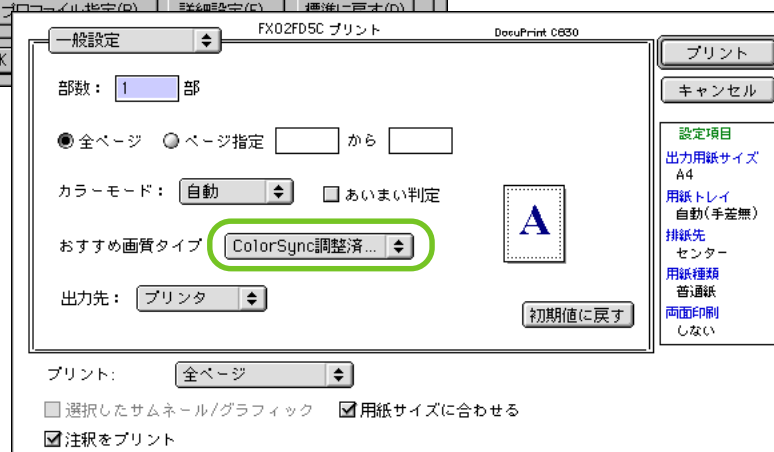 プロファイル指定(P) 詳細設定(F) 標準に戻す(D)
一般設定
FX02FD5C プリント
DocuPrint C830
プリント
キャンセル
部数： 1 部
全ページ ページ指定 から
カラーモード： 自動
あいまい判定
おすすめ画質タイプ ColorSync調整済...
A
出力先： プリンタ
初期値に戻す
設定項目
出力用紙サイズ
A4
用紙トレイ
自動(手差無)
排紙先
センター
用紙種類
普通紙
両面印刷
しない
プリント: 全ページ
選択したサムネール/グラフィック
用紙サイズに合わせる
注釈をプリント